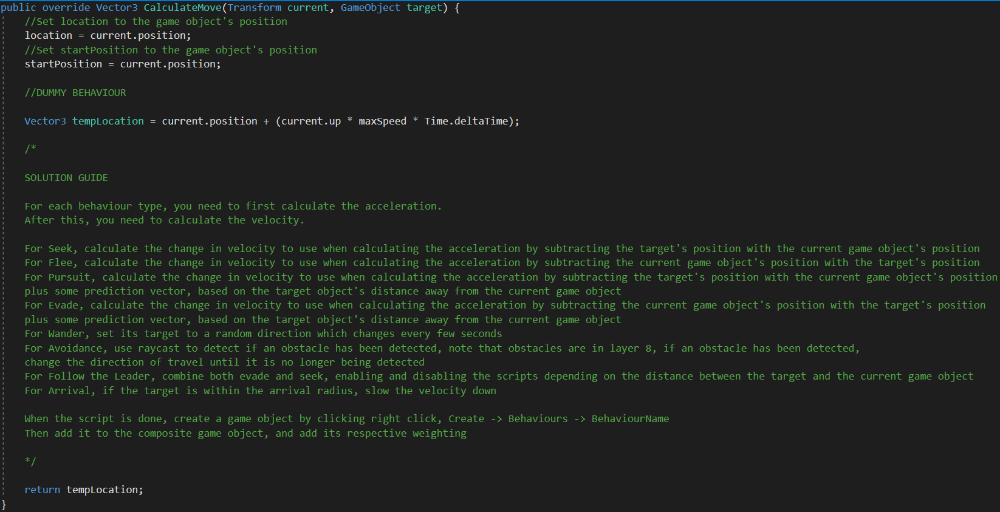 public override Vector3 CalculateMove(Transform current, GameObject target) {
//Set location to the game object's position
location = current.position;
//Set startPosition to the game object's position
startPosition = current.position;
//DUMMY BEHAVIOUR
Vector3 tempLocation = current.position + (current.up * maxSpeed * Time.deltaTime);
/*
SOLUTION GUIDE
For each behaviour type, you need to first calculate the acceleration.
After this, you need to calculate the velocity.
For Seek, calculate the change in velocity to use when calculating the acceleration by subtracting the target's position with the current game object's position
For Flee, calculate the change in velocity to use when calculating the acceleration by subtracting the current game object's position with the target's position
For Pursuit, calculate the change in velocity to use when calculating the acceleration by subtracting the target's position with the current game object's position
plus some prediction vector, based on the target object's distance away from the current game object
For Evade, calculate the change in velocity to use when calculating the acceleration by subtracting the current game object's position with the target's position
plus some prediction vector, based on the target object's distance away from the current game object
For Wander, set its target to a random direction which changes every few seconds
For Avoidance, use raycast to detect if an obstacle has been detected, note that obstacles are in layer 8, if an obstacle has been detected,
change the direction of travel until it is no longer being detected
For Follow the Leader, combine both evade and seek, enabling and disabling the scripts depending on the distance between the target and the current game object
For Arrival, if the target is within the arrival radius, slow the velocity down
When the script is done, create a game object by clicking right click, Create -> Behaviours -> BehaviourName
Then add it to the composite game object, and add its respective weighting
*/
return tempLocation;
}